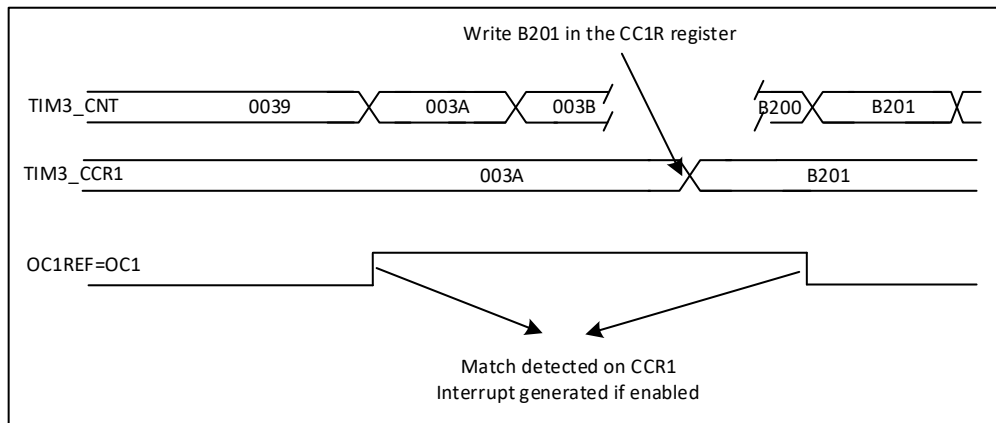 Write B201 in the CC1R register
TIM3_CNT 0039 003A 003B B200 B201
TIM3_CCR1 003A B201
OC1REF=OC1
Match detected on CCR1
Interrupt generated if enabled